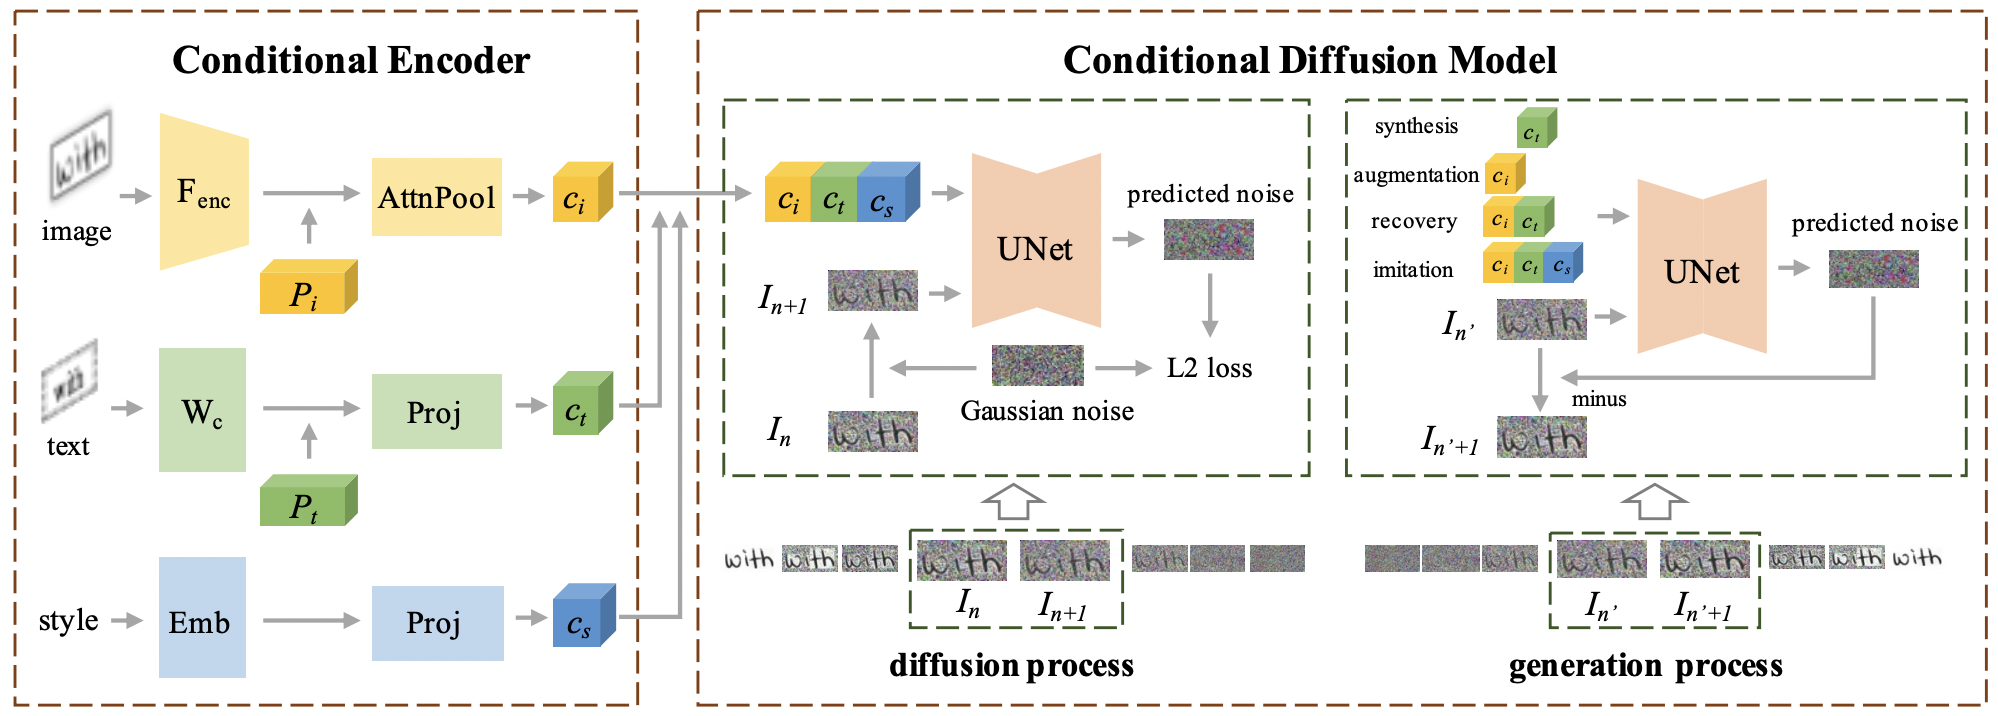 Conditional Encoder
with
image
F_enc
P_i
AttnPool
c_i
with
text
W_c
P_t
Proj
c_t
style
Emb
Proj
c_s
Conditional Diffusion Model
c_i c_t c_s
UNet
predicted noise
I_{n+1} with
Gaussian noise
L2 loss
I_n with
with with with with with with
I_n I_{n+1}
diffusion process
synthesis c_t
augmentation c_i
recovery c_i c_t
imitation c_i c_t c_s
UNet
predicted noise
I_{n'} with
minus
I_{n'+1} with
with with with with with with
I_{n'} I_{n'+1}
generation process